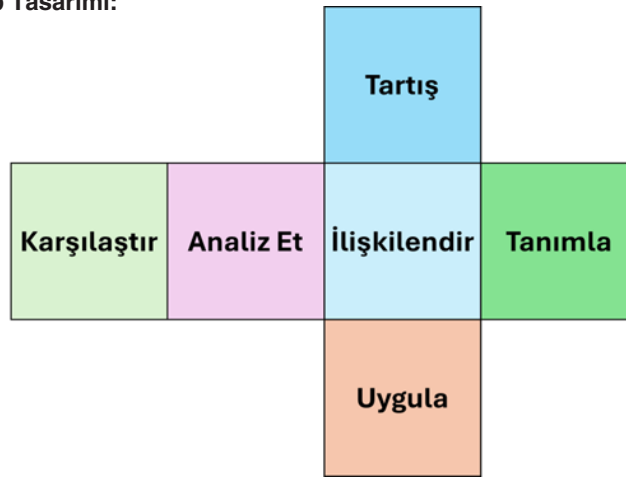 Tasarımı:
Tartış
Karşılaştır Analiz Et İlişkilendir Tanımla
Uygula